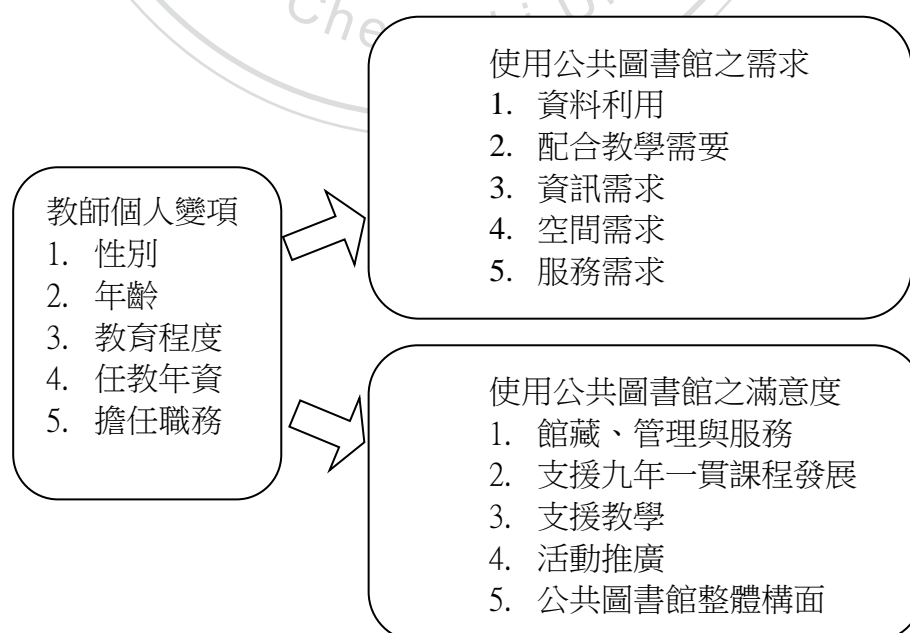 教師個人變項
1. 性別
2. 年齡
3. 教育程度
4. 任教年資
5. 擔任職務
使用公共圖書館之需求
1. 資料利用
2. 配合教學需要
3. 資訊需求
4. 空間需求
5. 服務需求
使用公共圖書館之滿意度
1. 館藏、管理與服務
2. 支援九年一貫課程發展
3. 支援教學
4. 活動推廣
5. 公共圖書館整體構面